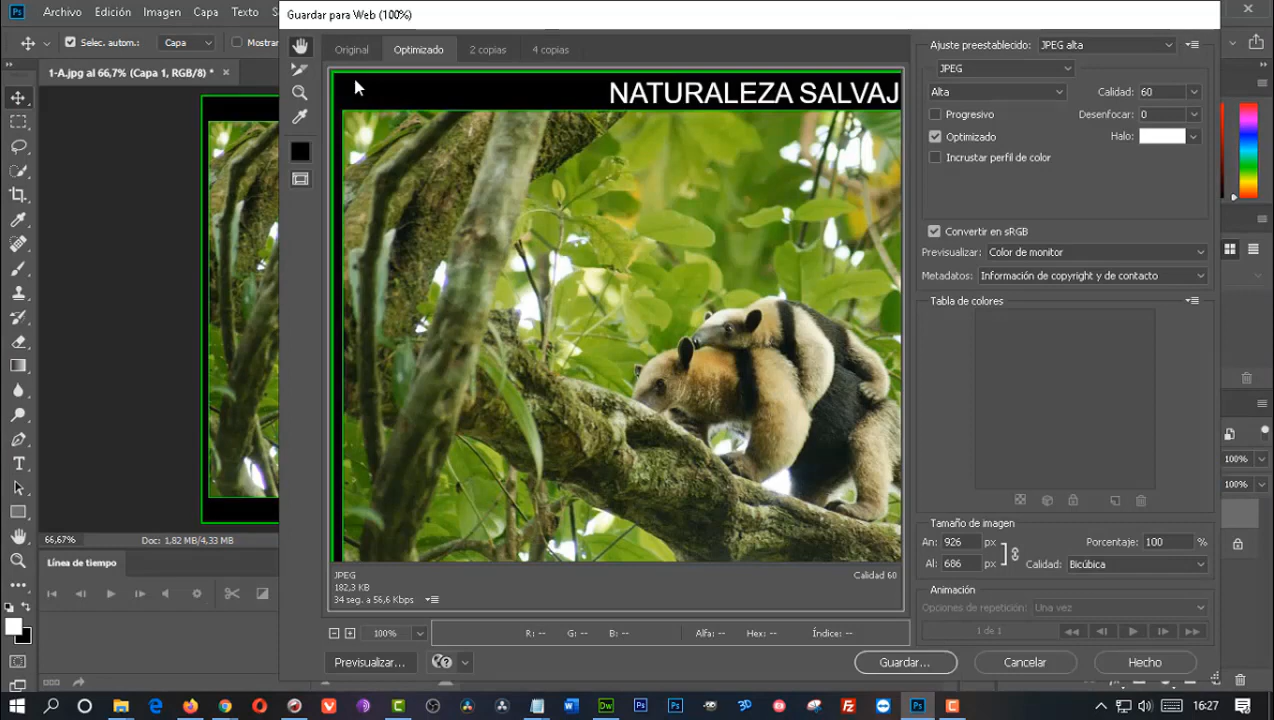 Archivo Edición Imagen Capa Texto
Guardar para Web (100%)
Selec. autom.: Capa Mostrar
1-A.jpg al 66,7% (Capa 1, RGB/8) *
Original Optimizado 2 copias 4 copias
NATURALEZA SALVAJ
Ajuste preestablecido: JPEG alta
JPEG
Alta Calidad: 60
Progresivo Desenfocar: 0
Optimizado Halo:
Incrustar perfil de color
Convertir en sRGB
Previsualizar: Color de monitor
Metadatos: Información de copyright y de contacto
Tabla de colores
100%
100%
Tamaño de imagen
An: 926 px Porcentaje: 100 %
Al: 686 px Calidad: Bicúbica
Animación
Opciones de repetición: Una vez
1 de 1
66,67% Doc: 1,82 MB/4,33 MB
Línea de tiempo
JPEG Calidad 60
182,3 KB
34 seg. a 56,6 Kbps
100% R: -- G: -- B: -- Alfa: -- Hex: -- Índice: --
Previsualizar... Guardar... Cancelar Hecho
16:27